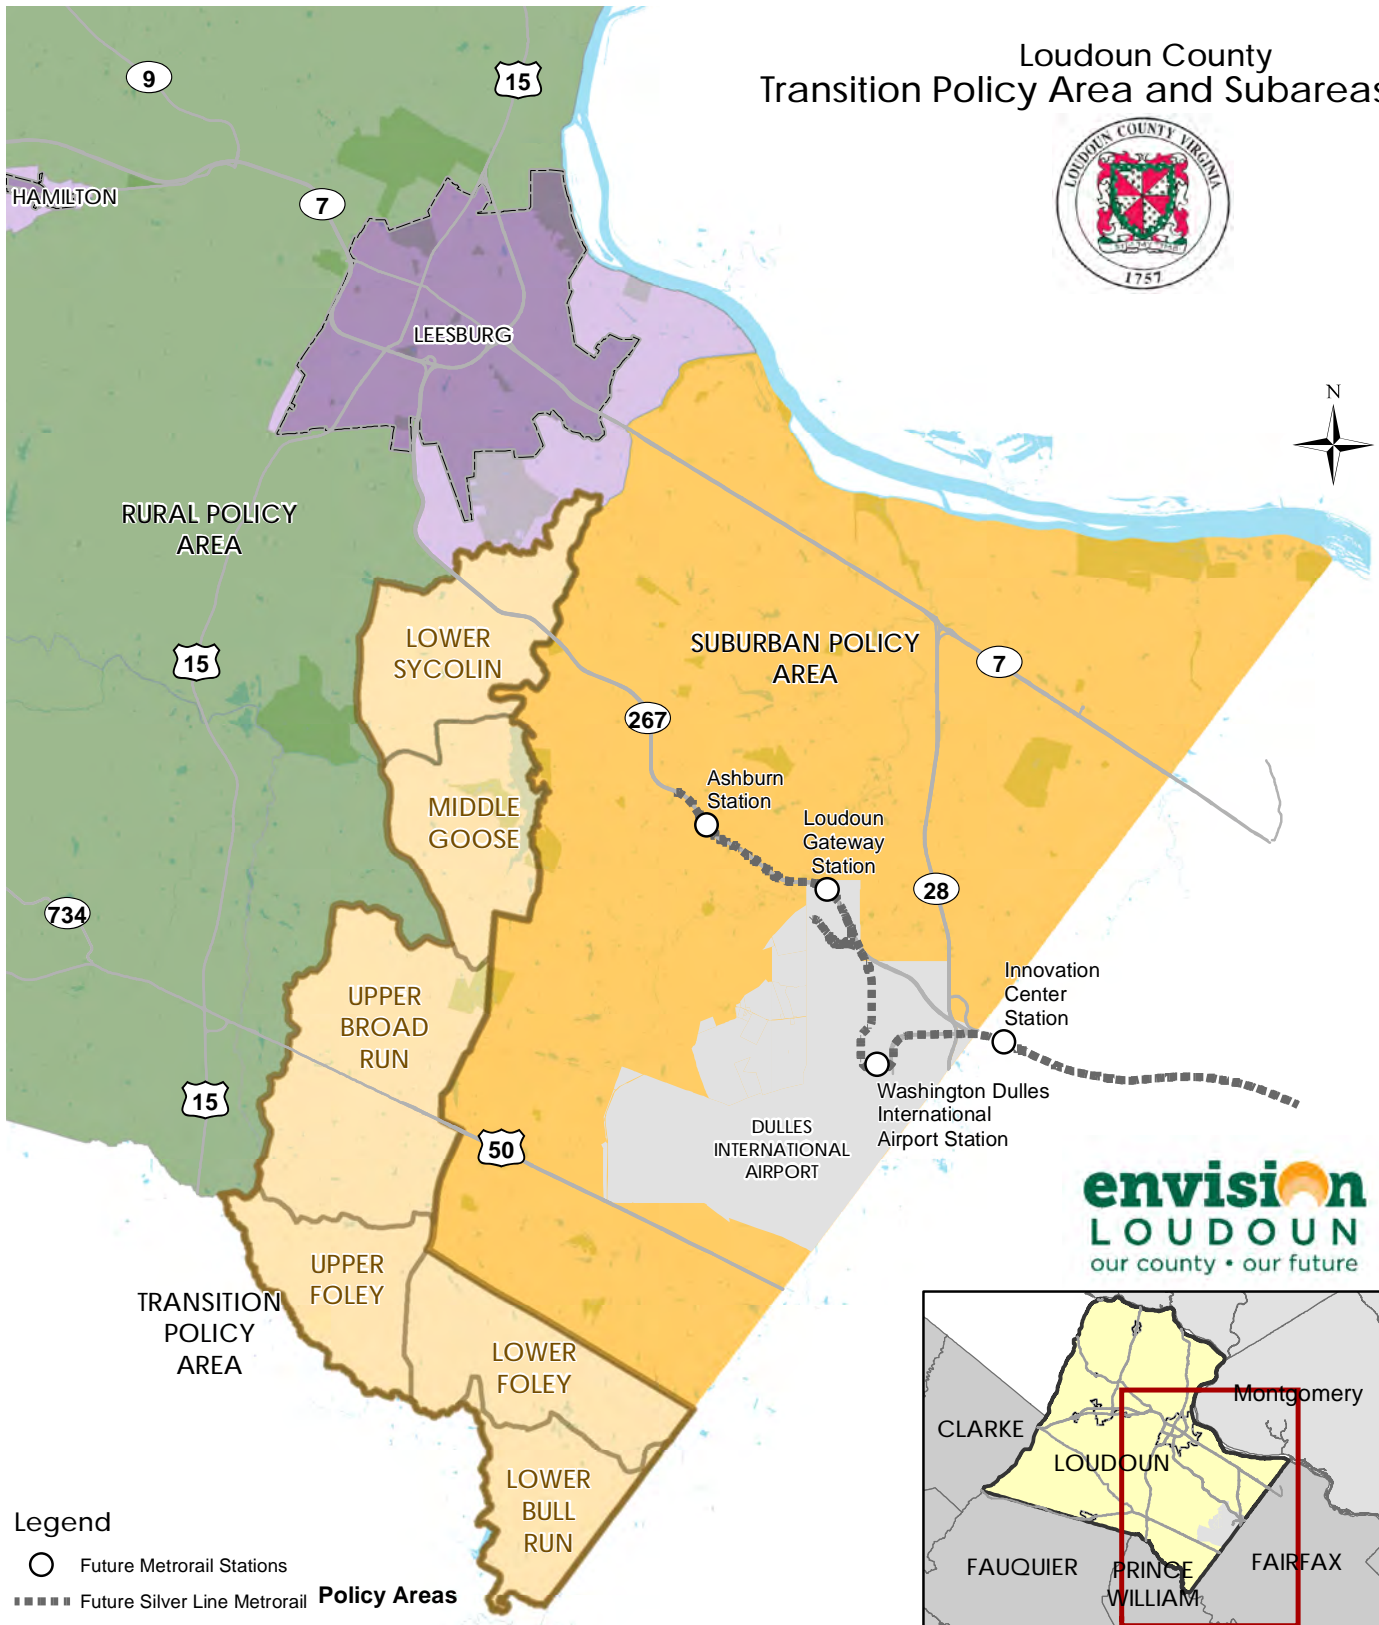 Loudoun County
Transition Policy Area and Subareas
LOUDOUN COUNTY VIRGINIA
1757
9
15
HAMILTON
7
LEESBURG
N
RURAL POLICY
AREA
15
LOWER
SYCOLIN
SUBURBAN POLICY
AREA
7
267
Ashburn
Station
MIDDLE
GOOSE
Loudoun
Gateway
Station
28
734
UPPER
BROAD
RUN
Innovation
Center
Station
15
50
Washington Dulles
International
Airport Station
DULLES
INTERNATIONAL
AIRPORT
envision
LOUDOUN
our county • our future
UPPER
FOLEY
TRANSITION
POLICY
AREA
LOWER
FOLEY
LOWER
BULL
RUN
Montgomery
CLARKE
LOUDOUN
FAUQUIER
PRINCE
WILLIAM
FAIRFAX
Legend
Future Metrorail Stations
Future Silver Line Metrorail
Policy Areas